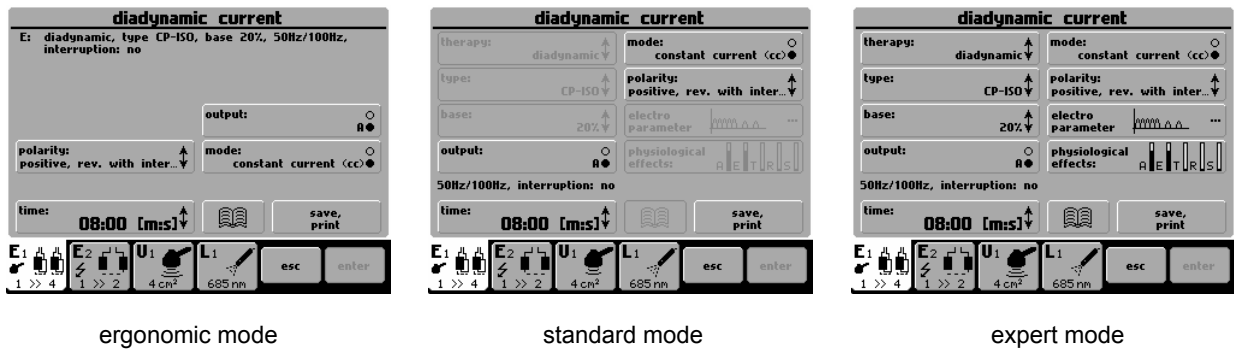 diadynamic current
E: diadynamic, type CP-ISO, base 20%, 50Hz/100Hz,
interruption: no
output:
A
polarity:
positive, rev. with inter…
mode:
constant current (cc)
time:
08:00 [m:s]
save,
print
E1
1 >> 4
E2
1 >> 2
U1
4 cm²
L1
685 nm
esc
enter
ergonomic mode
diadynamic current
therapy:
diadynamic
mode:
constant current (cc)
type:
CP-ISO
polarity:
positive, rev. with inter…
base:
20%
electro
parameter
...
output:
A
physiological
effects:
A E T R S
50Hz/100Hz, interruption: no
time:
08:00 [m:s]
save,
print
E1
1 >> 4
E2
1 >> 2
U1
4 cm²
L1
685 nm
esc
enter
standard mode
diadynamic current
therapy:
diadynamic
mode:
constant current (cc)
type:
CP-ISO
polarity:
positive, rev. with inter…
base:
20%
electro
parameter
...
output:
A
physiological
effects:
A E T R S
50Hz/100Hz, interruption: no
time:
08:00 [m:s]
save,
print
E1
1 >> 4
E2
1 >> 2
U1
4 cm²
L1
685 nm
esc
enter
expert mode